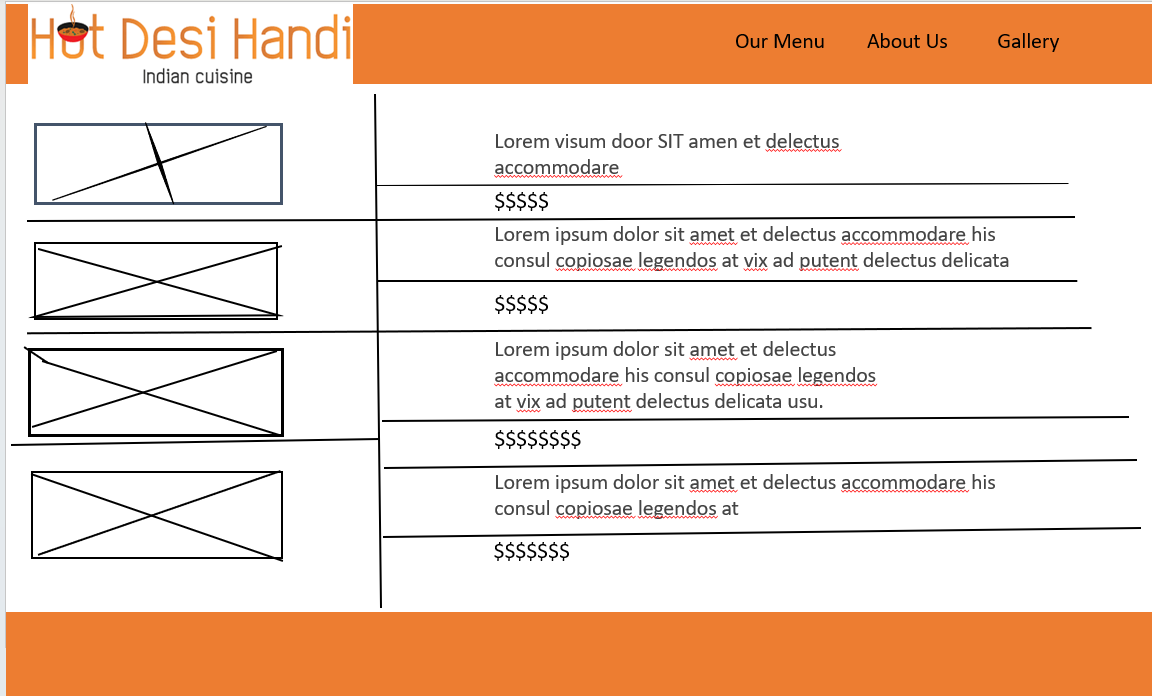 Hot Desi Handi
Indian cuisine
Our Menu About Us Gallery
Lorem visum door SIT amen et delectus
accommodare
$$$$$
Lorem ipsum dolor sit amet et delectus accommodare his
consul copiosae legendos at vix ad putent delectus delicata
$$$$$
Lorem ipsum dolor sit amet et delectus
accommodare his consul copiosae legendos
at vix ad putent delectus delicata usu.
$$$$$$$$
Lorem ipsum dolor sit amet et delectus accommodare his
consul copiosae legendos at
$$$$$$$